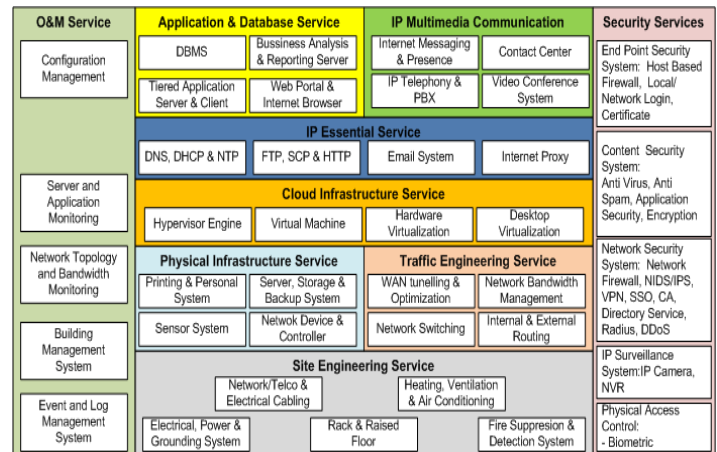 O&M Service
Configuration
Management
Server and
Application
Monitoring
Network Topology
and Bandwidth
Monitoring
Building
Management
System
Event and Log
Management
System
Application & Database Service
DBMS
Bussiness Analysis
& Reporting Server
Tiered Application
Server & Client
Web Portal &
Internet Browser
IP Multimedia Communication
Internet Messaging
& Presence
Contact Center
IP Telephony &
PBX
Video Conference
System
IP Essential Service
DNS, DHCP & NTP
FTP, SCP & HTTP
Email System
Internet Proxy
Cloud Infrastructure Service
Hypervisor Engine
Virtual Machine
Hardware
Virtualization
Desktop
Virtualization
Physical Infrastructure Service
Printing & Personal
System
Server, Storage &
Backup System
Sensor System
Netwok Device &
Controller
Traffic Engineering Service
WAN tunelling &
Optimization
Network Bandwidth
Management
Network Switching
Internal & External
Routing
Site Engineering Service
Network/Telco &
Electrical Cabling
Heating, Ventilation
& Air Conditioning
Electrical, Power &
Grounding System
Rack & Raised
Floor
Fire Suppresion &
Detection System
Security Services
End Point Security
System: Host Based
Firewall, Local/
Network Login,
Certificate
Content Security
System:
Anti Virus, Anti
Spam, Application
Security, Encryption
Network Security
System: Network
Firewall, NIDS/IPS,
VPN, SSO, CA,
Directory Service,
Radius, DDoS
IP Surveillance
System:IP Camera,
NVR
Physical Access
Control:
- Biometric